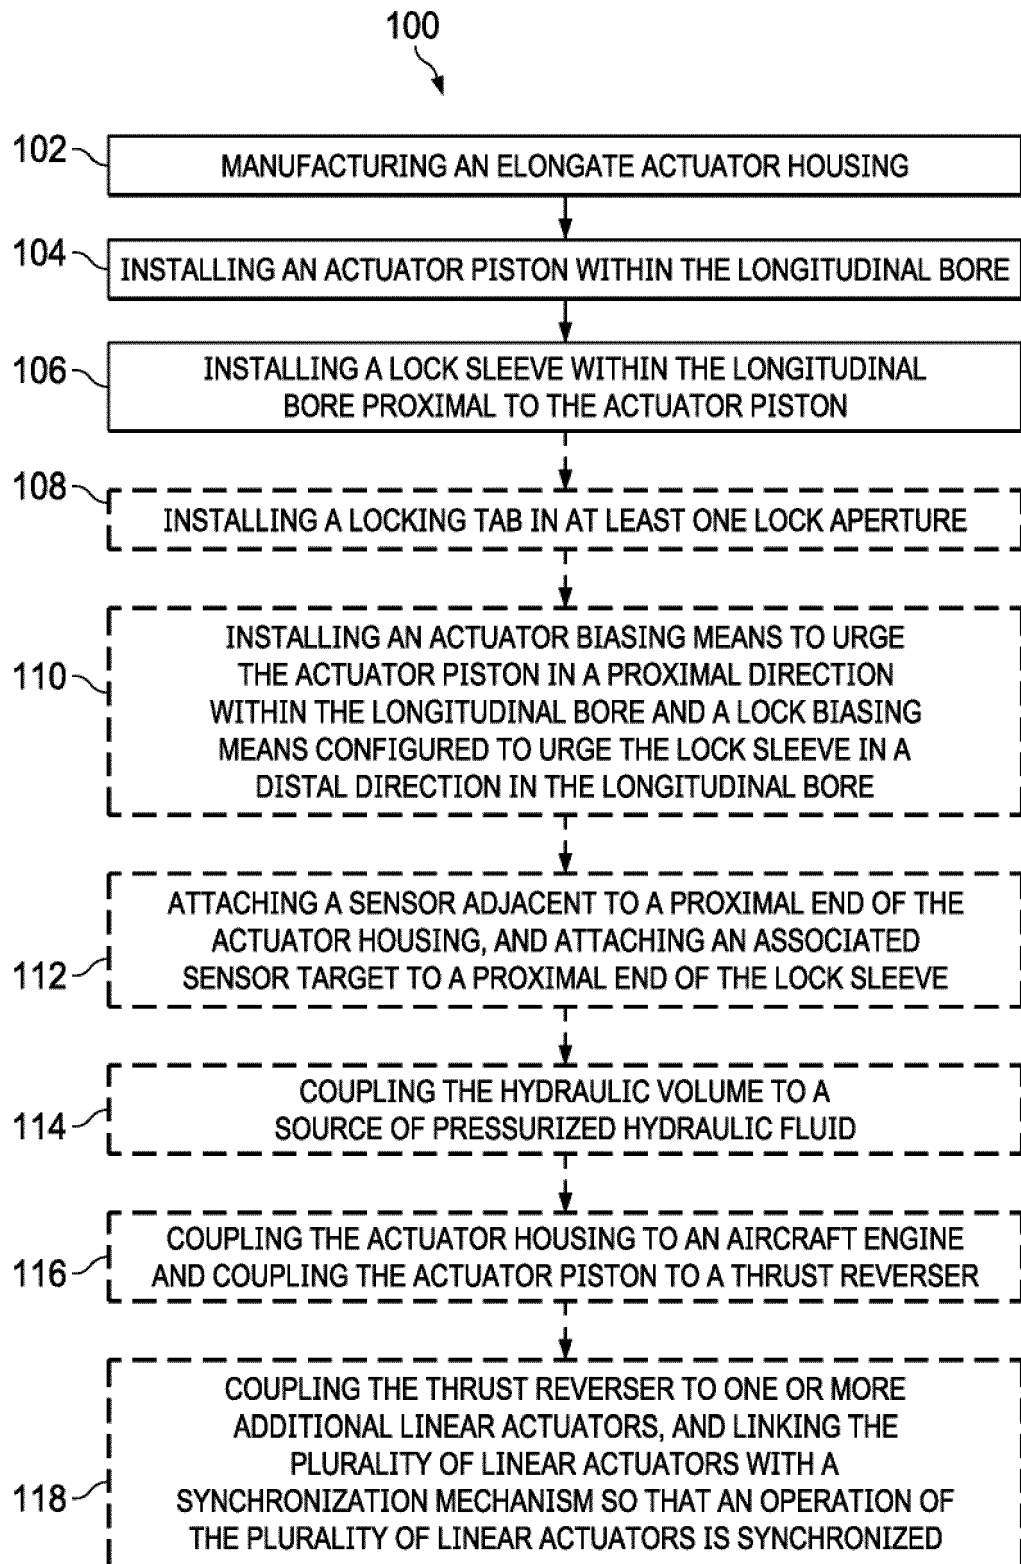 100
102
MANUFACTURING AN ELONGATE ACTUATOR HOUSING
104
INSTALLING AN ACTUATOR PISTON WITHIN THE LONGITUDINAL BORE
106
INSTALLING A LOCK SLEEVE WITHIN THE LONGITUDINAL
BORE PROXIMAL TO THE ACTUATOR PISTON
108
INSTALLING A LOCKING TAB IN AT LEAST ONE LOCK APERTURE
110
INSTALLING AN ACTUATOR BIASING MEANS TO URGE
THE ACTUATOR PISTON IN A PROXIMAL DIRECTION
WITHIN THE LONGITUDINAL BORE AND A LOCK BIASING
MEANS CONFIGURED TO URGE THE LOCK SLEEVE IN A
DISTAL DIRECTION IN THE LONGITUDINAL BORE
112
ATTACHING A SENSOR ADJACENT TO A PROXIMAL END OF THE
ACTUATOR HOUSING, AND ATTACHING AN ASSOCIATED
SENSOR TARGET TO A PROXIMAL END OF THE LOCK SLEEVE
114
COUPLING THE HYDRAULIC VOLUME TO A
SOURCE OF PRESSURIZED HYDRAULIC FLUID
116
COUPLING THE ACTUATOR HOUSING TO AN AIRCRAFT ENGINE
AND COUPLING THE ACTUATOR PISTON TO A THRUST REVERSER
118
COUPLING THE THRUST REVERSER TO ONE OR MORE
ADDITIONAL LINEAR ACTUATORS, AND LINKING THE
PLURALITY OF LINEAR ACTUATORS WITH A
SYNCHRONIZATION MECHANISM SO THAT AN OPERATION OF
THE PLURALITY OF LINEAR ACTUATORS IS SYNCHRONIZED